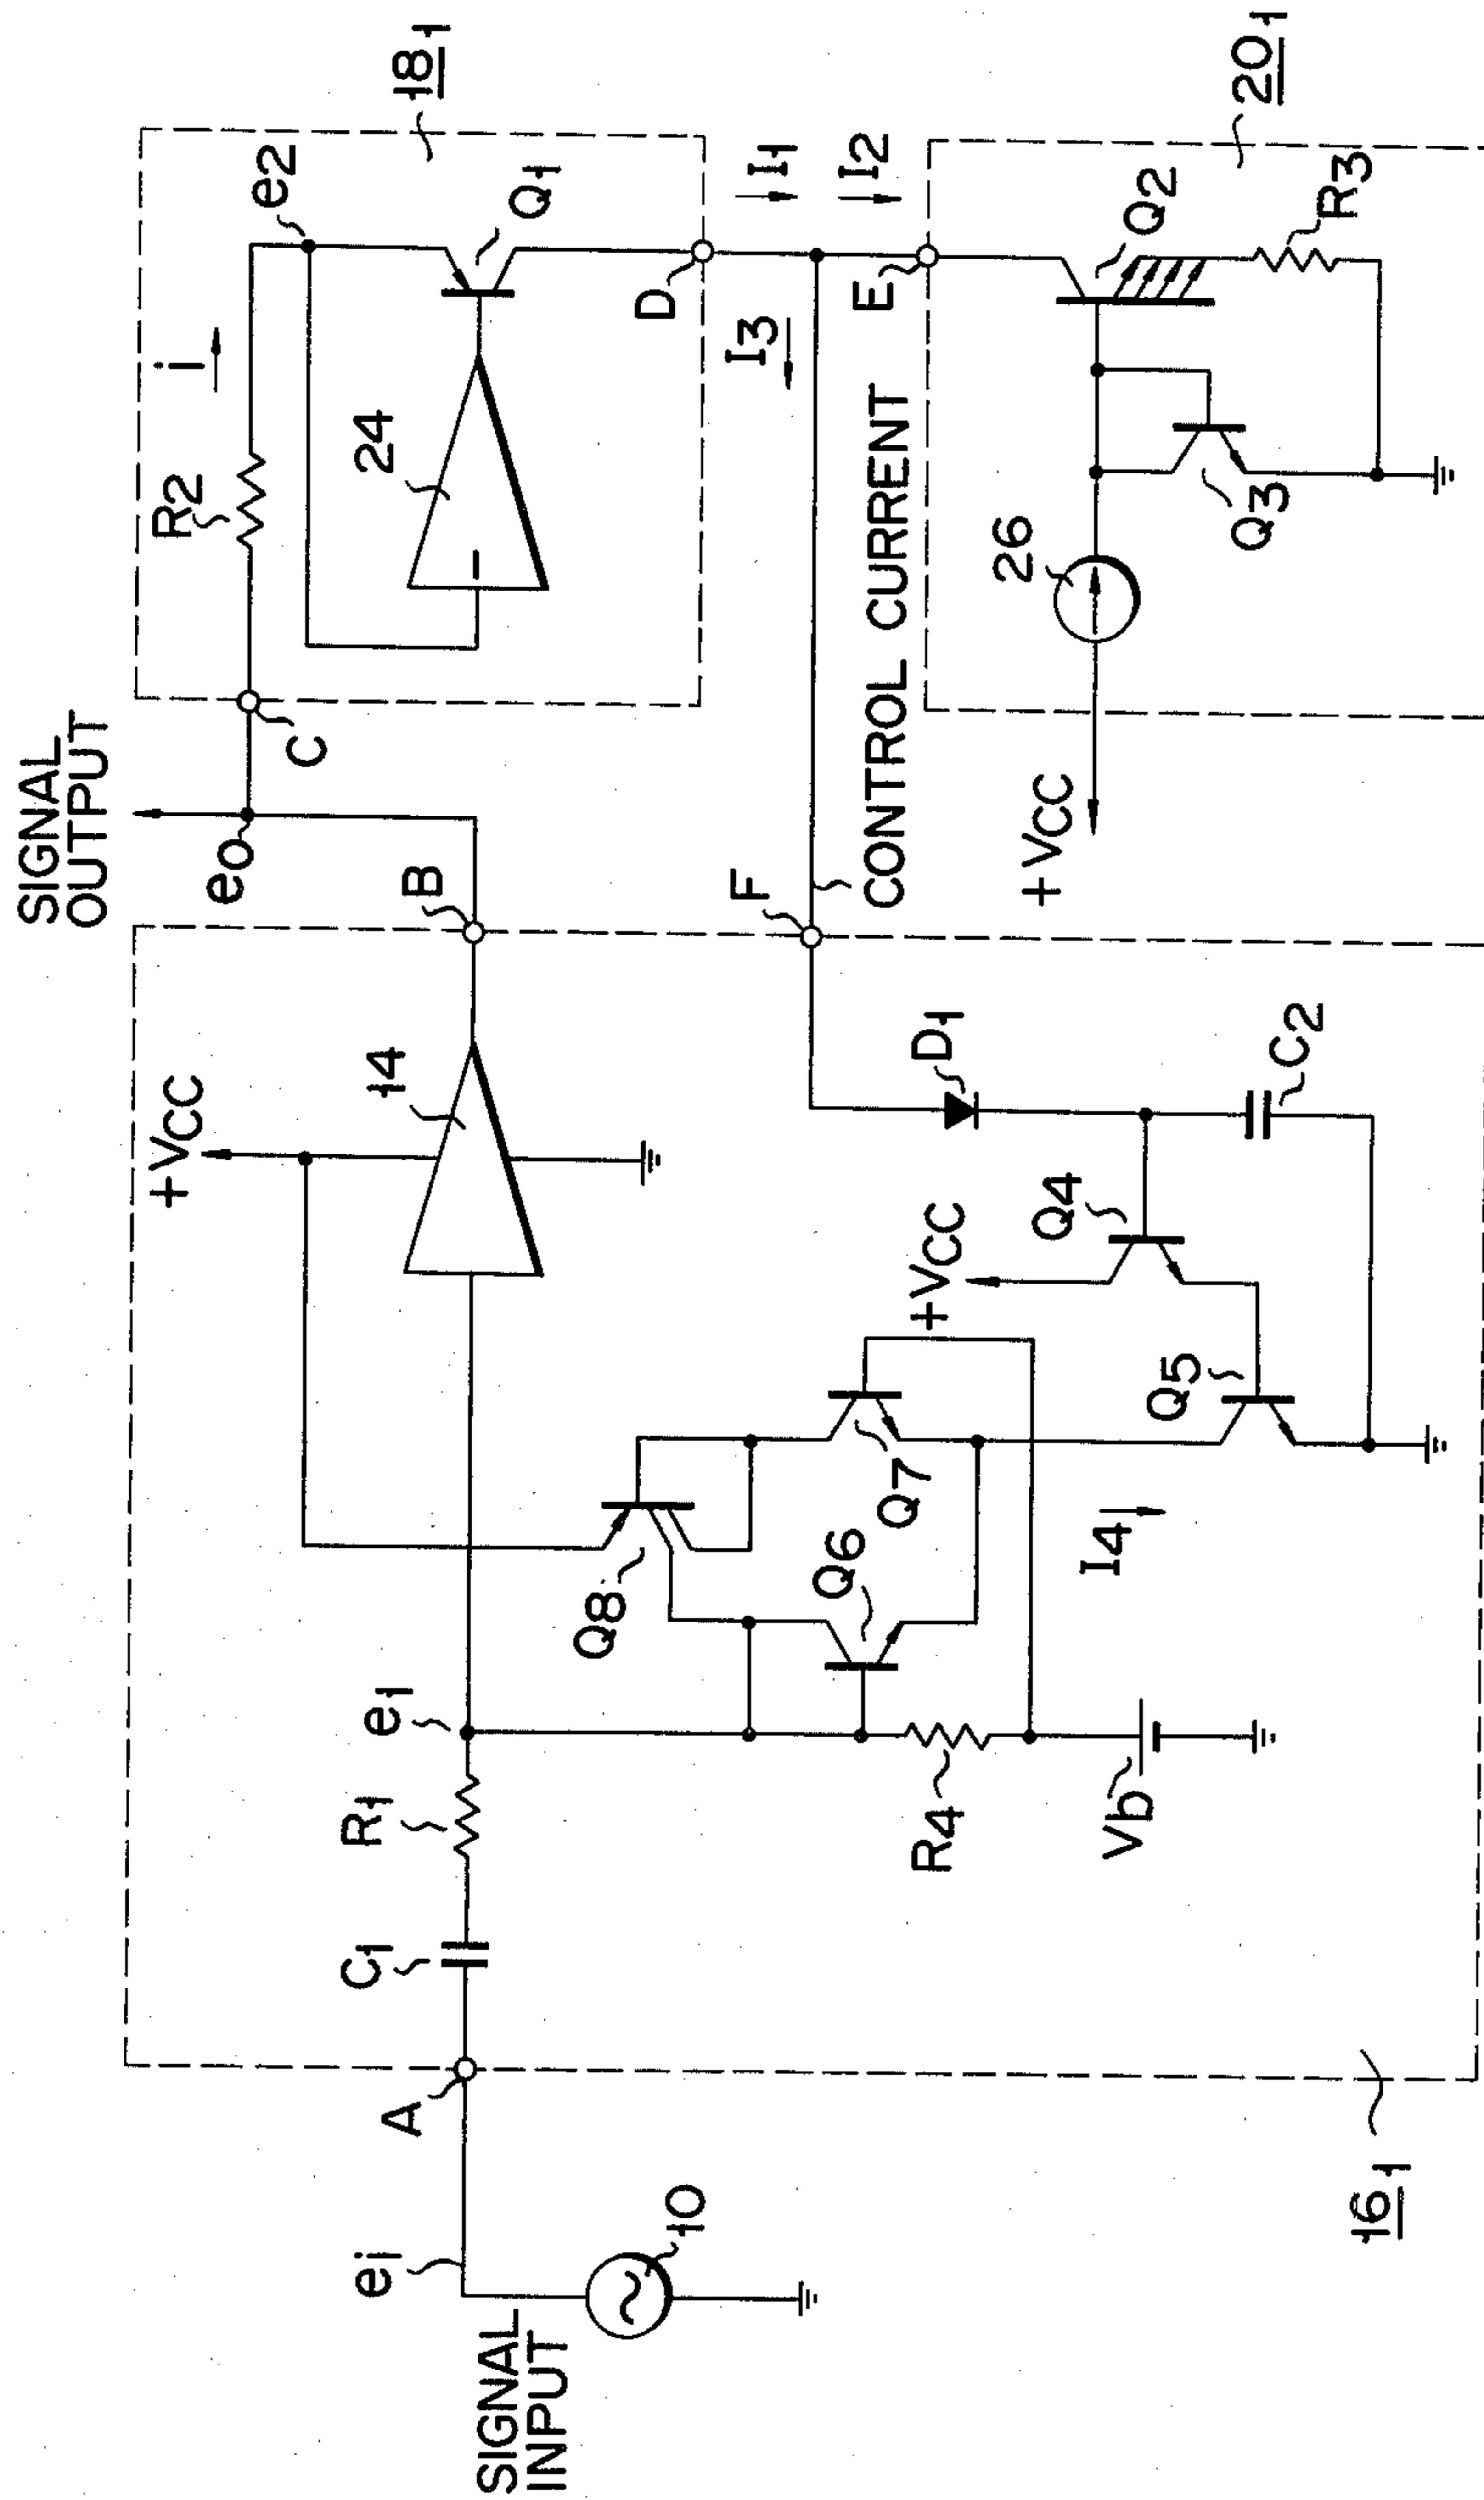 SIGNAL
OUTPUT
18₁
R2
i
e2
Q1
24
C
eo
D
I1
I2
I3
CONTROL CURRENT
E
20₁
Q2
R3
Q3
26
+VCC
B
F
+VCC
14
D1
C2
Q4
+VCC
Q5
Q7
Q6
Q8
I4
e1
R1
R4
Vb
C1
A
ei
10
SIGNAL
INPUT
16₁